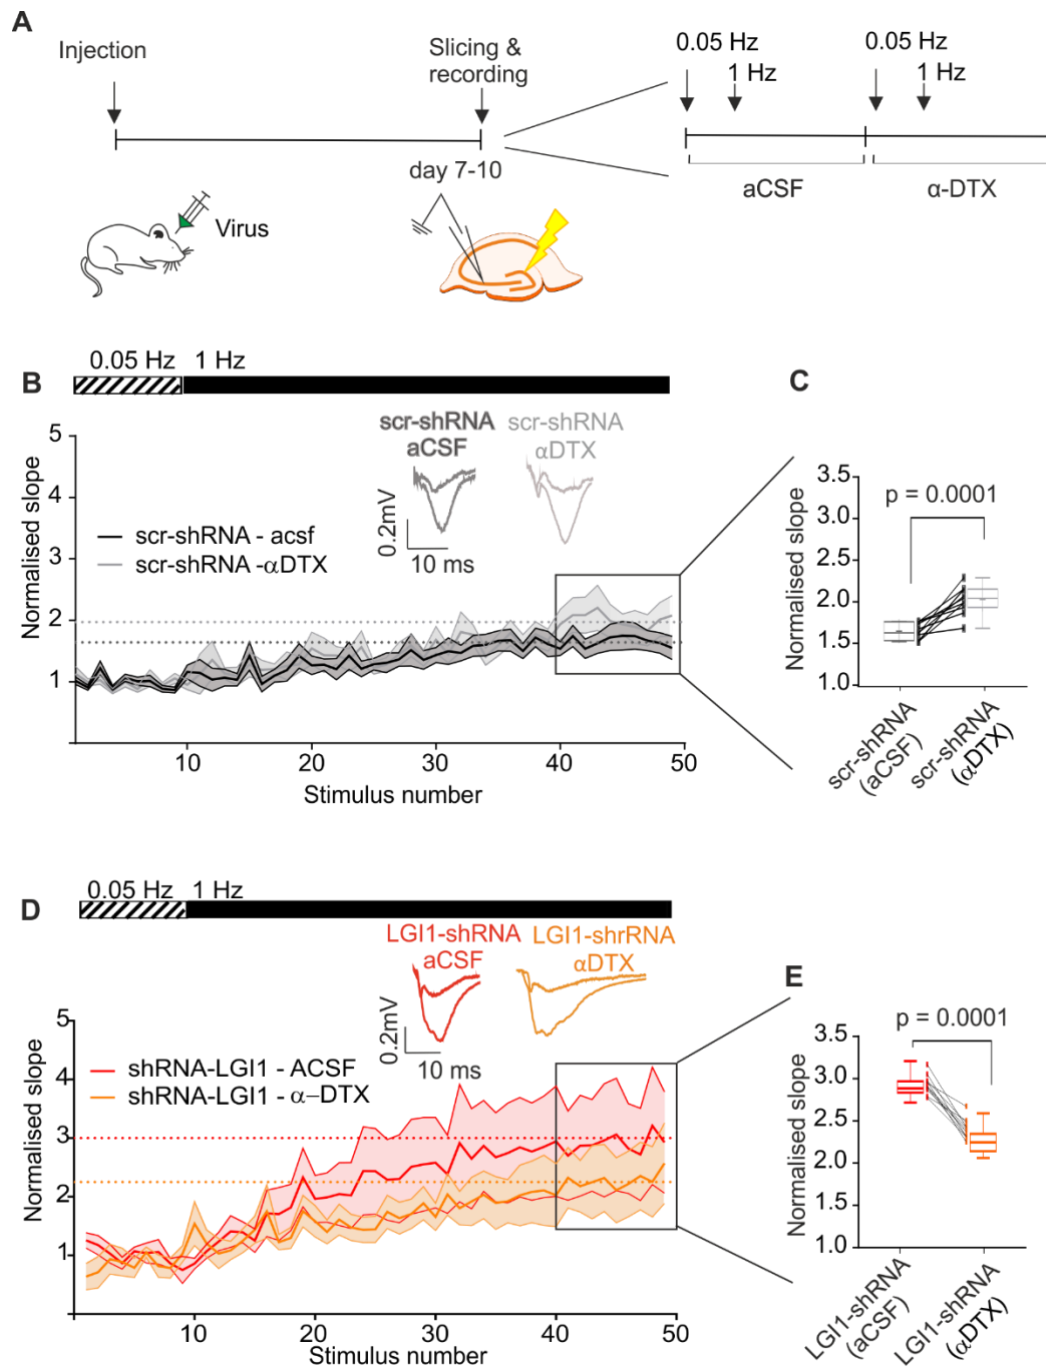 A
Injection
Slicing &
recording
0.05 Hz
1 Hz
0.05 Hz
1 Hz
day 7-10
aCSF
α-DTX
Virus
B
0.05 Hz
1 Hz
scr-shRNA
aCSF
scr-shRNA
αDTX
0.2mV
10 ms
scr-shRNA - acsf
scr-shRNA -αDTX
Normalised slope
5
4
3
2
1
10
20
30
40
50
Stimulus number
C
p = 0.0001
Normalised slope
3.5
3.0
2.5
2.0
1.5
1.0
scr-shRNA
(aCSF)
scr-shRNA
(αDTX)
D
0.05 Hz
1 Hz
LGI1-shRNA
aCSF
LGI1-shrRNA
αDTX
0.2mV
10 ms
shRNA-LGI1 - ACSF
shRNA-LGI1 - α–DTX
Normalised slope
5
4
3
2
1
10
20
30
40
50
Stimulus number
E
p = 0.0001
Normalised slope
3.5
3.0
2.5
2.0
1.5
1.0
LGI1-shRNA
(aCSF)
LGI1-shRNA
(αDTX)